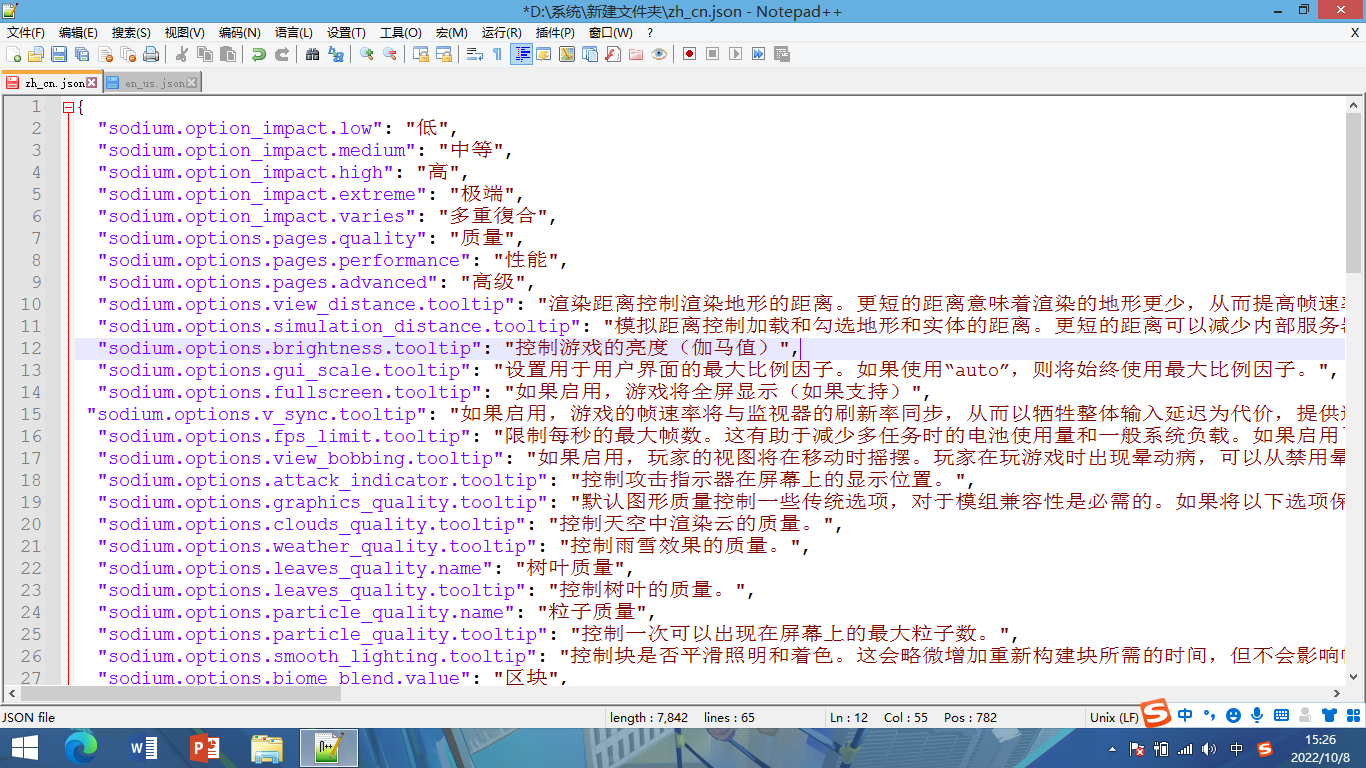 *D:\系统\新建文件夹\zh_cn.json - Notepad++
文件(F) 编辑(E) 搜索(S) 视图(V) 编码(N) 语言(L) 设置(T) 工具(O) 宏(M) 运行(R) 插件(P) 窗口(W) ? X
zh_cn.json en_us.json
1 {
2 "sodium.option_impact.low": "低",
3 "sodium.option_impact.medium": "中等",
4 "sodium.option_impact.high": "高",
5 "sodium.option_impact.extreme": "极端",
6 "sodium.option_impact.varies": "多重復合",
7 "sodium.options.pages.quality": "质量",
8 "sodium.options.pages.performance": "性能",
9 "sodium.options.pages.advanced": "高级",
10 "sodium.options.view_distance.tooltip": "渲染距离控制渲染地形的距离。更短的距离意味着渲染的地形更少，从而提高帧速率
11 "sodium.options.simulation_distance.tooltip": "模拟距离控制加载和勾选地形和实体的距离。更短的距离可以减少内部服务器
12 "sodium.options.brightness.tooltip": "控制游戏的亮度（伽马值）",
13 "sodium.options.gui_scale.tooltip": "设置用于用户界面的最大比例因子。如果使用“auto”，则将始终使用最大比例因子。",
14 "sodium.options.fullscreen.tooltip": "如果启用，游戏将全屏显示（如果支持）",
15 "sodium.options.v_sync.tooltip": "如果启用，游戏的帧速率将与监视器的刷新率同步，从而以牺牲整体输入延迟为代价，提供
16 "sodium.options.fps_limit.tooltip": "限制每秒的最大帧数。这有助于减少多任务时的电池使用量和一般系统负载。如果启用
17 "sodium.options.view_bobbing.tooltip": "如果启用，玩家的视图将在移动时摇摆。玩家在玩游戏时出现晕动病，可以从禁用晕
18 "sodium.options.attack_indicator.tooltip": "控制攻击指示器在屏幕上的显示位置。",
19 "sodium.options.graphics_quality.tooltip": "默认图形质量控制一些传统选项，对于模组兼容性是必需的。如果将以下选项保
20 "sodium.options.clouds_quality.tooltip": "控制天空中渲染云的质量。",
21 "sodium.options.weather_quality.tooltip": "控制雨雪效果的质量。",
22 "sodium.options.leaves_quality.name": "树叶质量",
23 "sodium.options.leaves_quality.tooltip": "控制树叶的质量。",
24 "sodium.options.particle_quality.name": "粒子质量",
25 "sodium.options.particle_quality.tooltip": "控制一次可以出现在屏幕上的最大粒子数。",
26 "sodium.options.smooth_lighting.tooltip": "控制块是否平滑照明和着色。这会略微增加重新构建块所需的时间，但不会影响帧
27 "sodium.options.biome_blend.value": "区块",
JSON file length : 7,842 lines : 65 Ln : 12 Col : 55 Pos : 782 Unix (LF) 中
中 15:26
2022/10/8